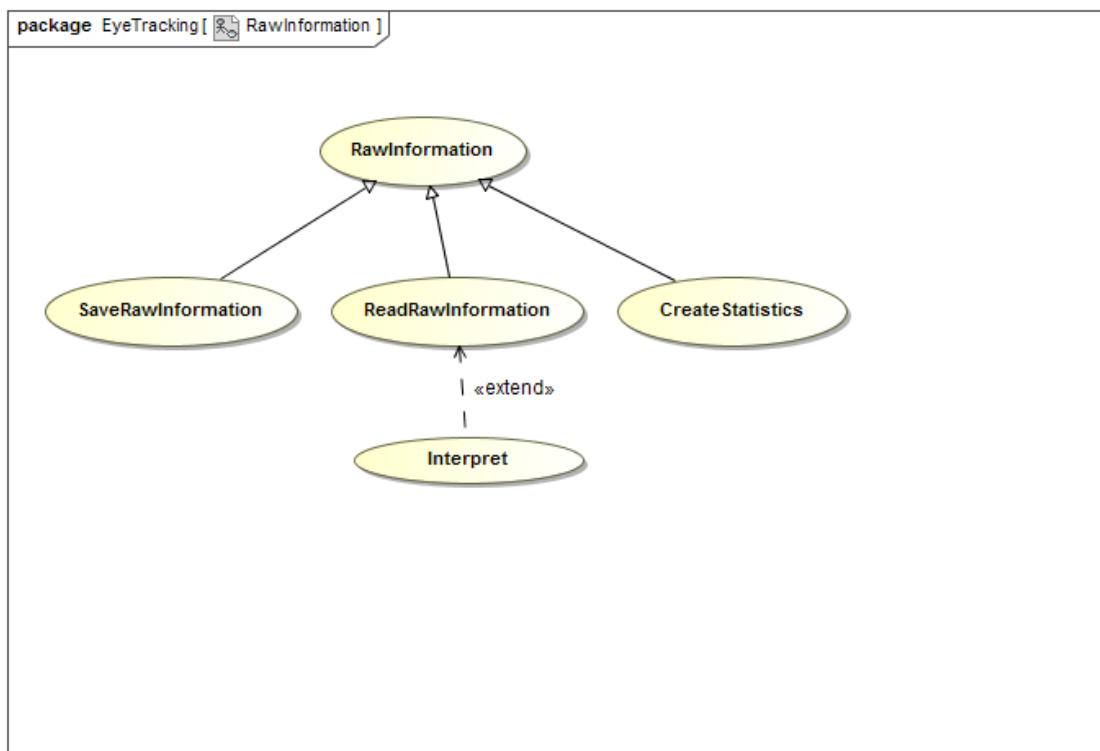 package EyeTracking [ RawInformation ]
RawInformation
SaveRawInformation
ReadRawInformation
CreateStatistics
«extend»
Interpret